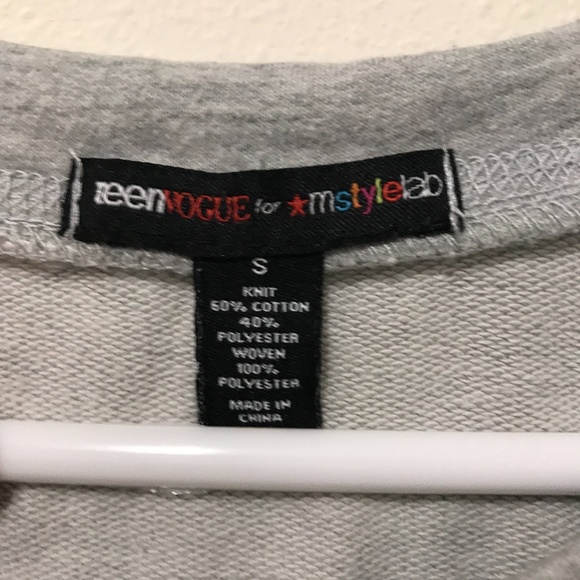 teenVOGUE for ★mstylelab
S
KNIT
60% COTTON
40%
POLYESTER
WOVEN
100%
POLYESTER
MADE IN
CHINA